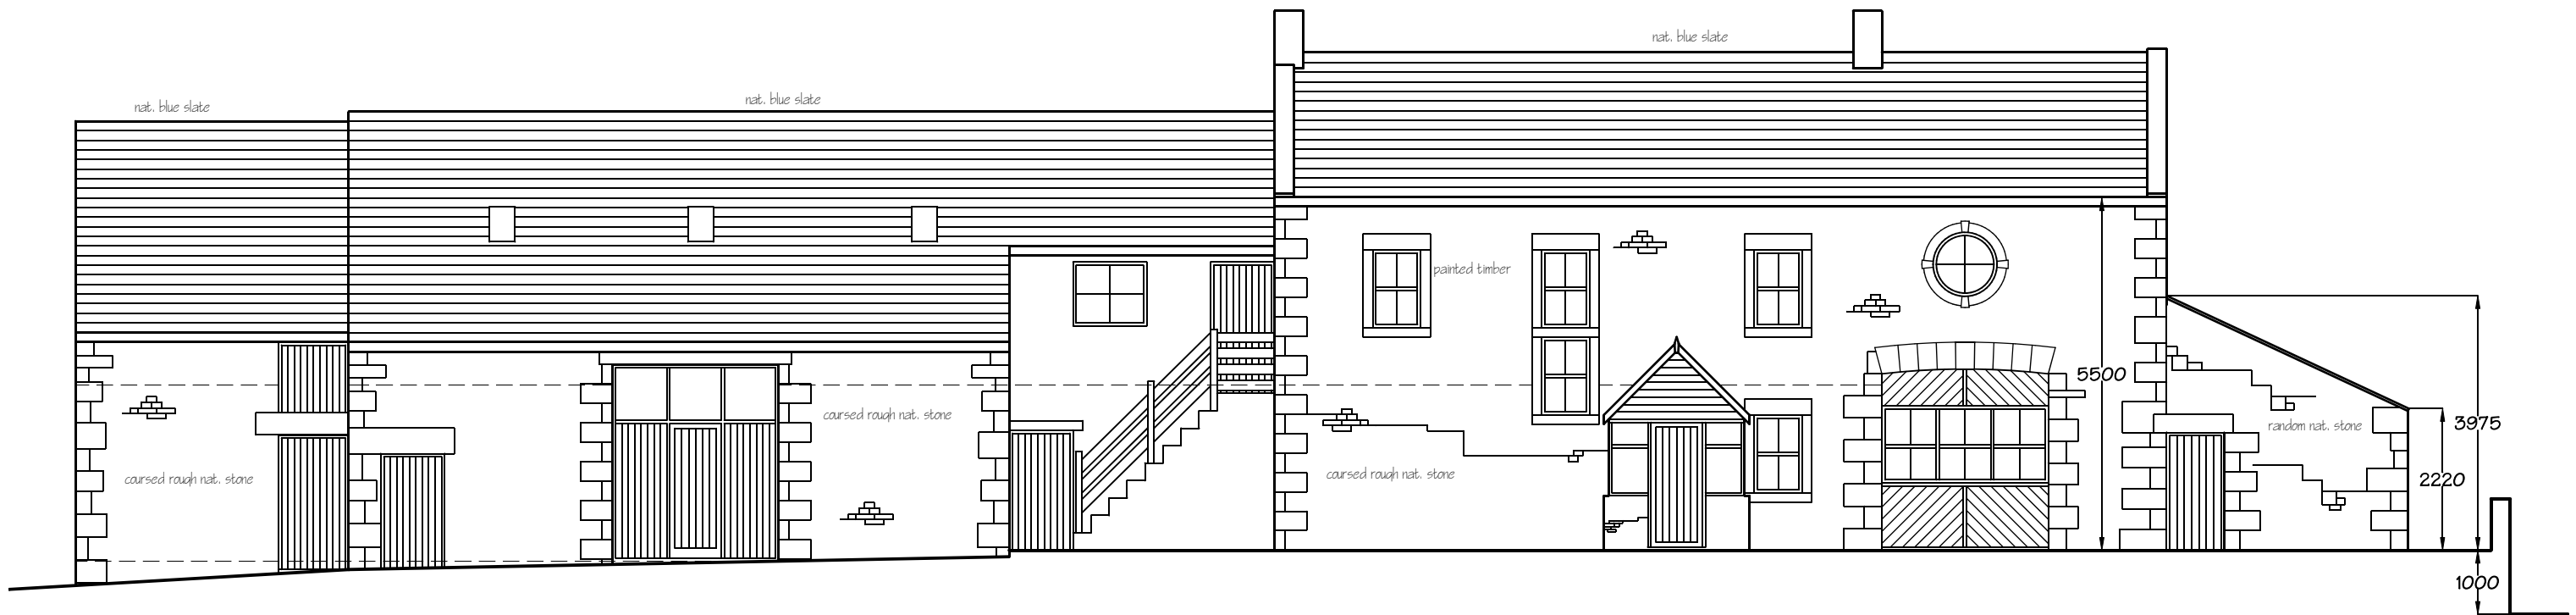 nat. blue slate
nat. blue slate
nat. blue slate
painted timber
5500
coursed rough nat. stone
random nat. stone
3975
coursed rough nat. stone
coursed rough nat. stone
2220
1000